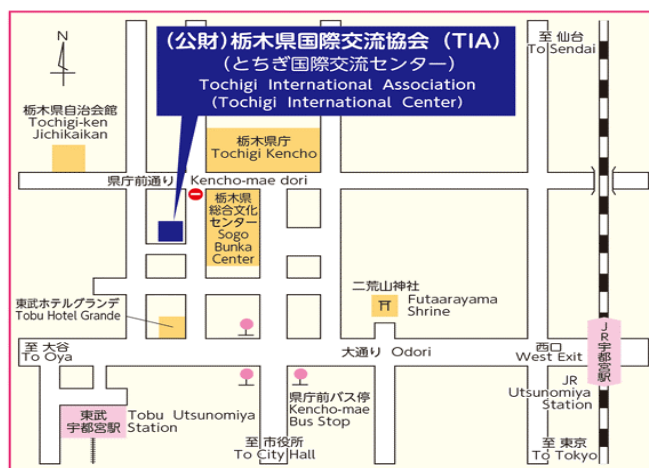 (公財)栃木県国際交流協会 (TIA)
(とちぎ国際交流センター)
Tochigi International Association
(Tochigi International Center)
至 仙台
To Sendai
N
栃木県自治会館
Tochigi-ken
Jichikaikan
栃木県庁
Tochigi Kencho
県庁前通り Kencho-mae dori
栃木県
総合文化
センター
Sogo
Bunka
Center
東武ホテルグランデ
Tobu Hotel Grande
二荒山神社
Futaarayama
Shrine
至 大谷
To Oya
大通り Odori
西口
West Exit
JR宇都宮駅
JR
Utsunomiya
Station
県庁前バス停
Kencho-mae
Bus Stop
東武
宇都宮駅
Tobu Utsunomiya
Station
至 市役所
To City Hall
至 東京
To Tokyo